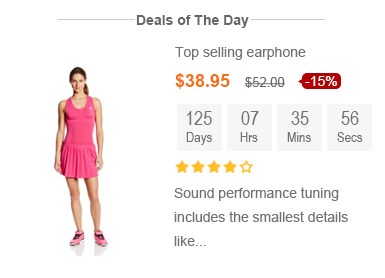 Deals of The Day
Top selling earphone
$38.95 $52.00 -15%
125 07 35 56
Days Hrs Mins Secs
Sound performance tuning
includes the smallest details
like...